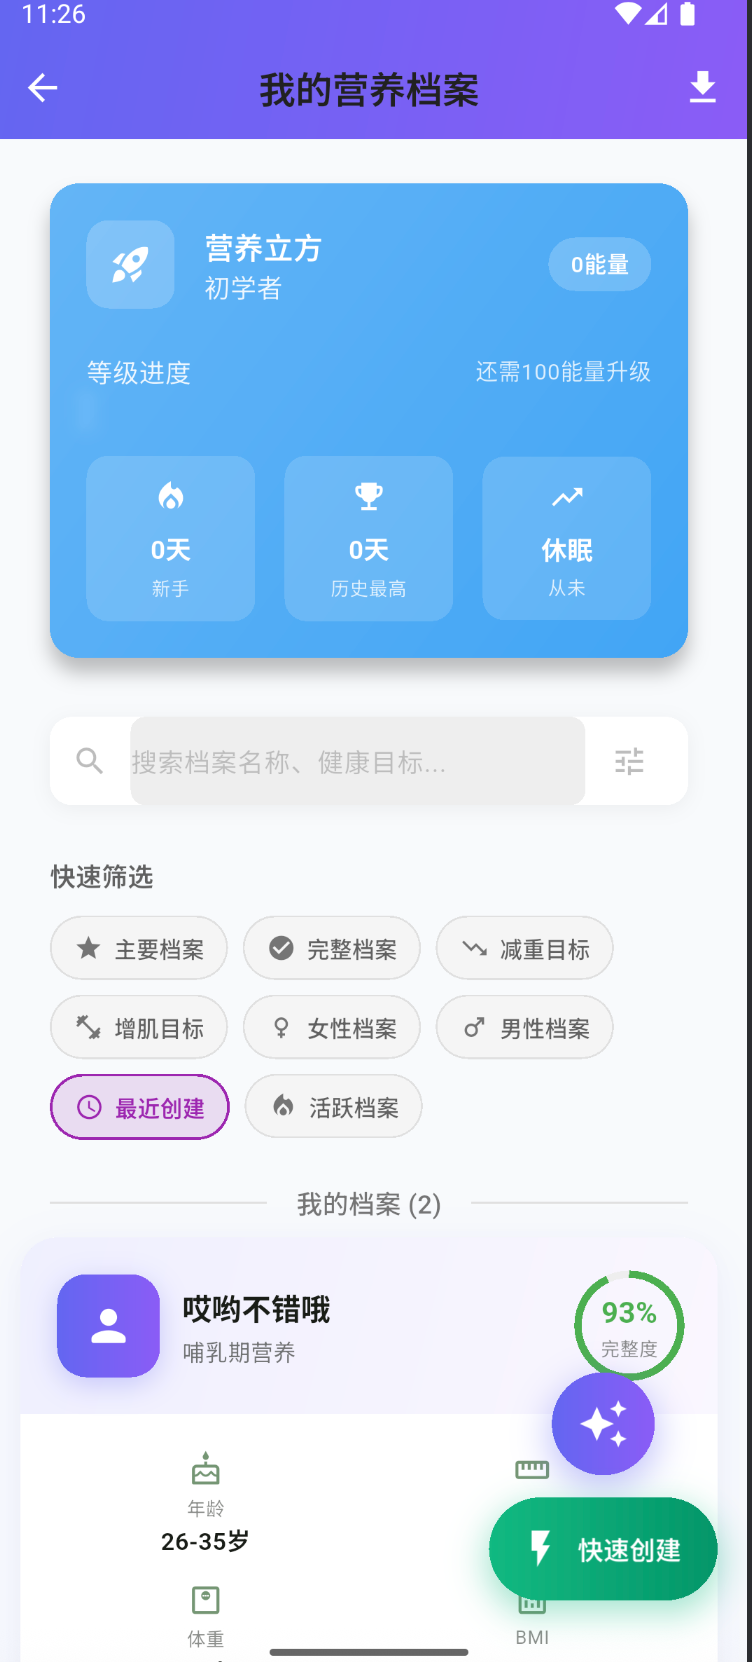 11:26
我的营养档案
营养立方
初学者
0能量
等级进度
还需100能量升级
0天
新手
0天
历史最高
休眠
从未
搜索档案名称、健康目标...
快速筛选
主要档案
完整档案
减重目标
增肌目标
女性档案
男性档案
最近创建
活跃档案
我的档案 (2)
哎哟不错哦
哺乳期营养
93%
完整度
年龄
26-35岁
快速创建
体重
BMI